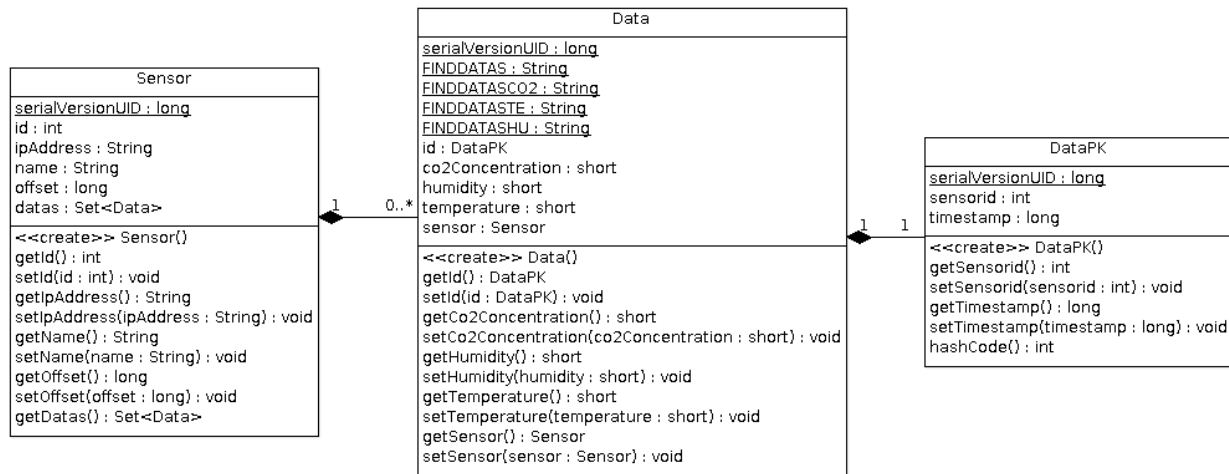 Sensor
serialVersionUID : long
id : int
ipAddress : String
name : String
offset : long
datas : Set<Data>
<<create>> Sensor()
getId() : int
setId(id : int) : void
getIpAddress() : String
setIpAddress(ipAddress : String) : void
getName() : String
setName(name : String) : void
getOffset() : long
setOffset(offset : long) : void
getDatas() : Set<Data>
1
0..*
Data
serialVersionUID : long
FINDDATAS : String
FINDDATASCO2 : String
FINDDATASTE : String
FINDDATASHU : String
id : DataPK
co2Concentration : short
humidity : short
temperature : short
sensor : Sensor
<<create>> Data()
getId() : DataPK
setId(id : DataPK) : void
getCo2Concentration() : short
setCo2Concentration(co2Concentration : short) : void
getHumidity() : short
setHumidity(humidity : short) : void
getTemperature() : short
setTemperature(temperature : short) : void
getSensor() : Sensor
setSensor(sensor : Sensor) : void
1
1
DataPK
serialVersionUID : long
sensorid : int
timestamp : long
<<create>> DataPK()
getSensorid() : int
setSensorid(sensorid : int) : void
getTimestamp() : long
setTimestamp(timestamp : long) : void
hashCode() : int